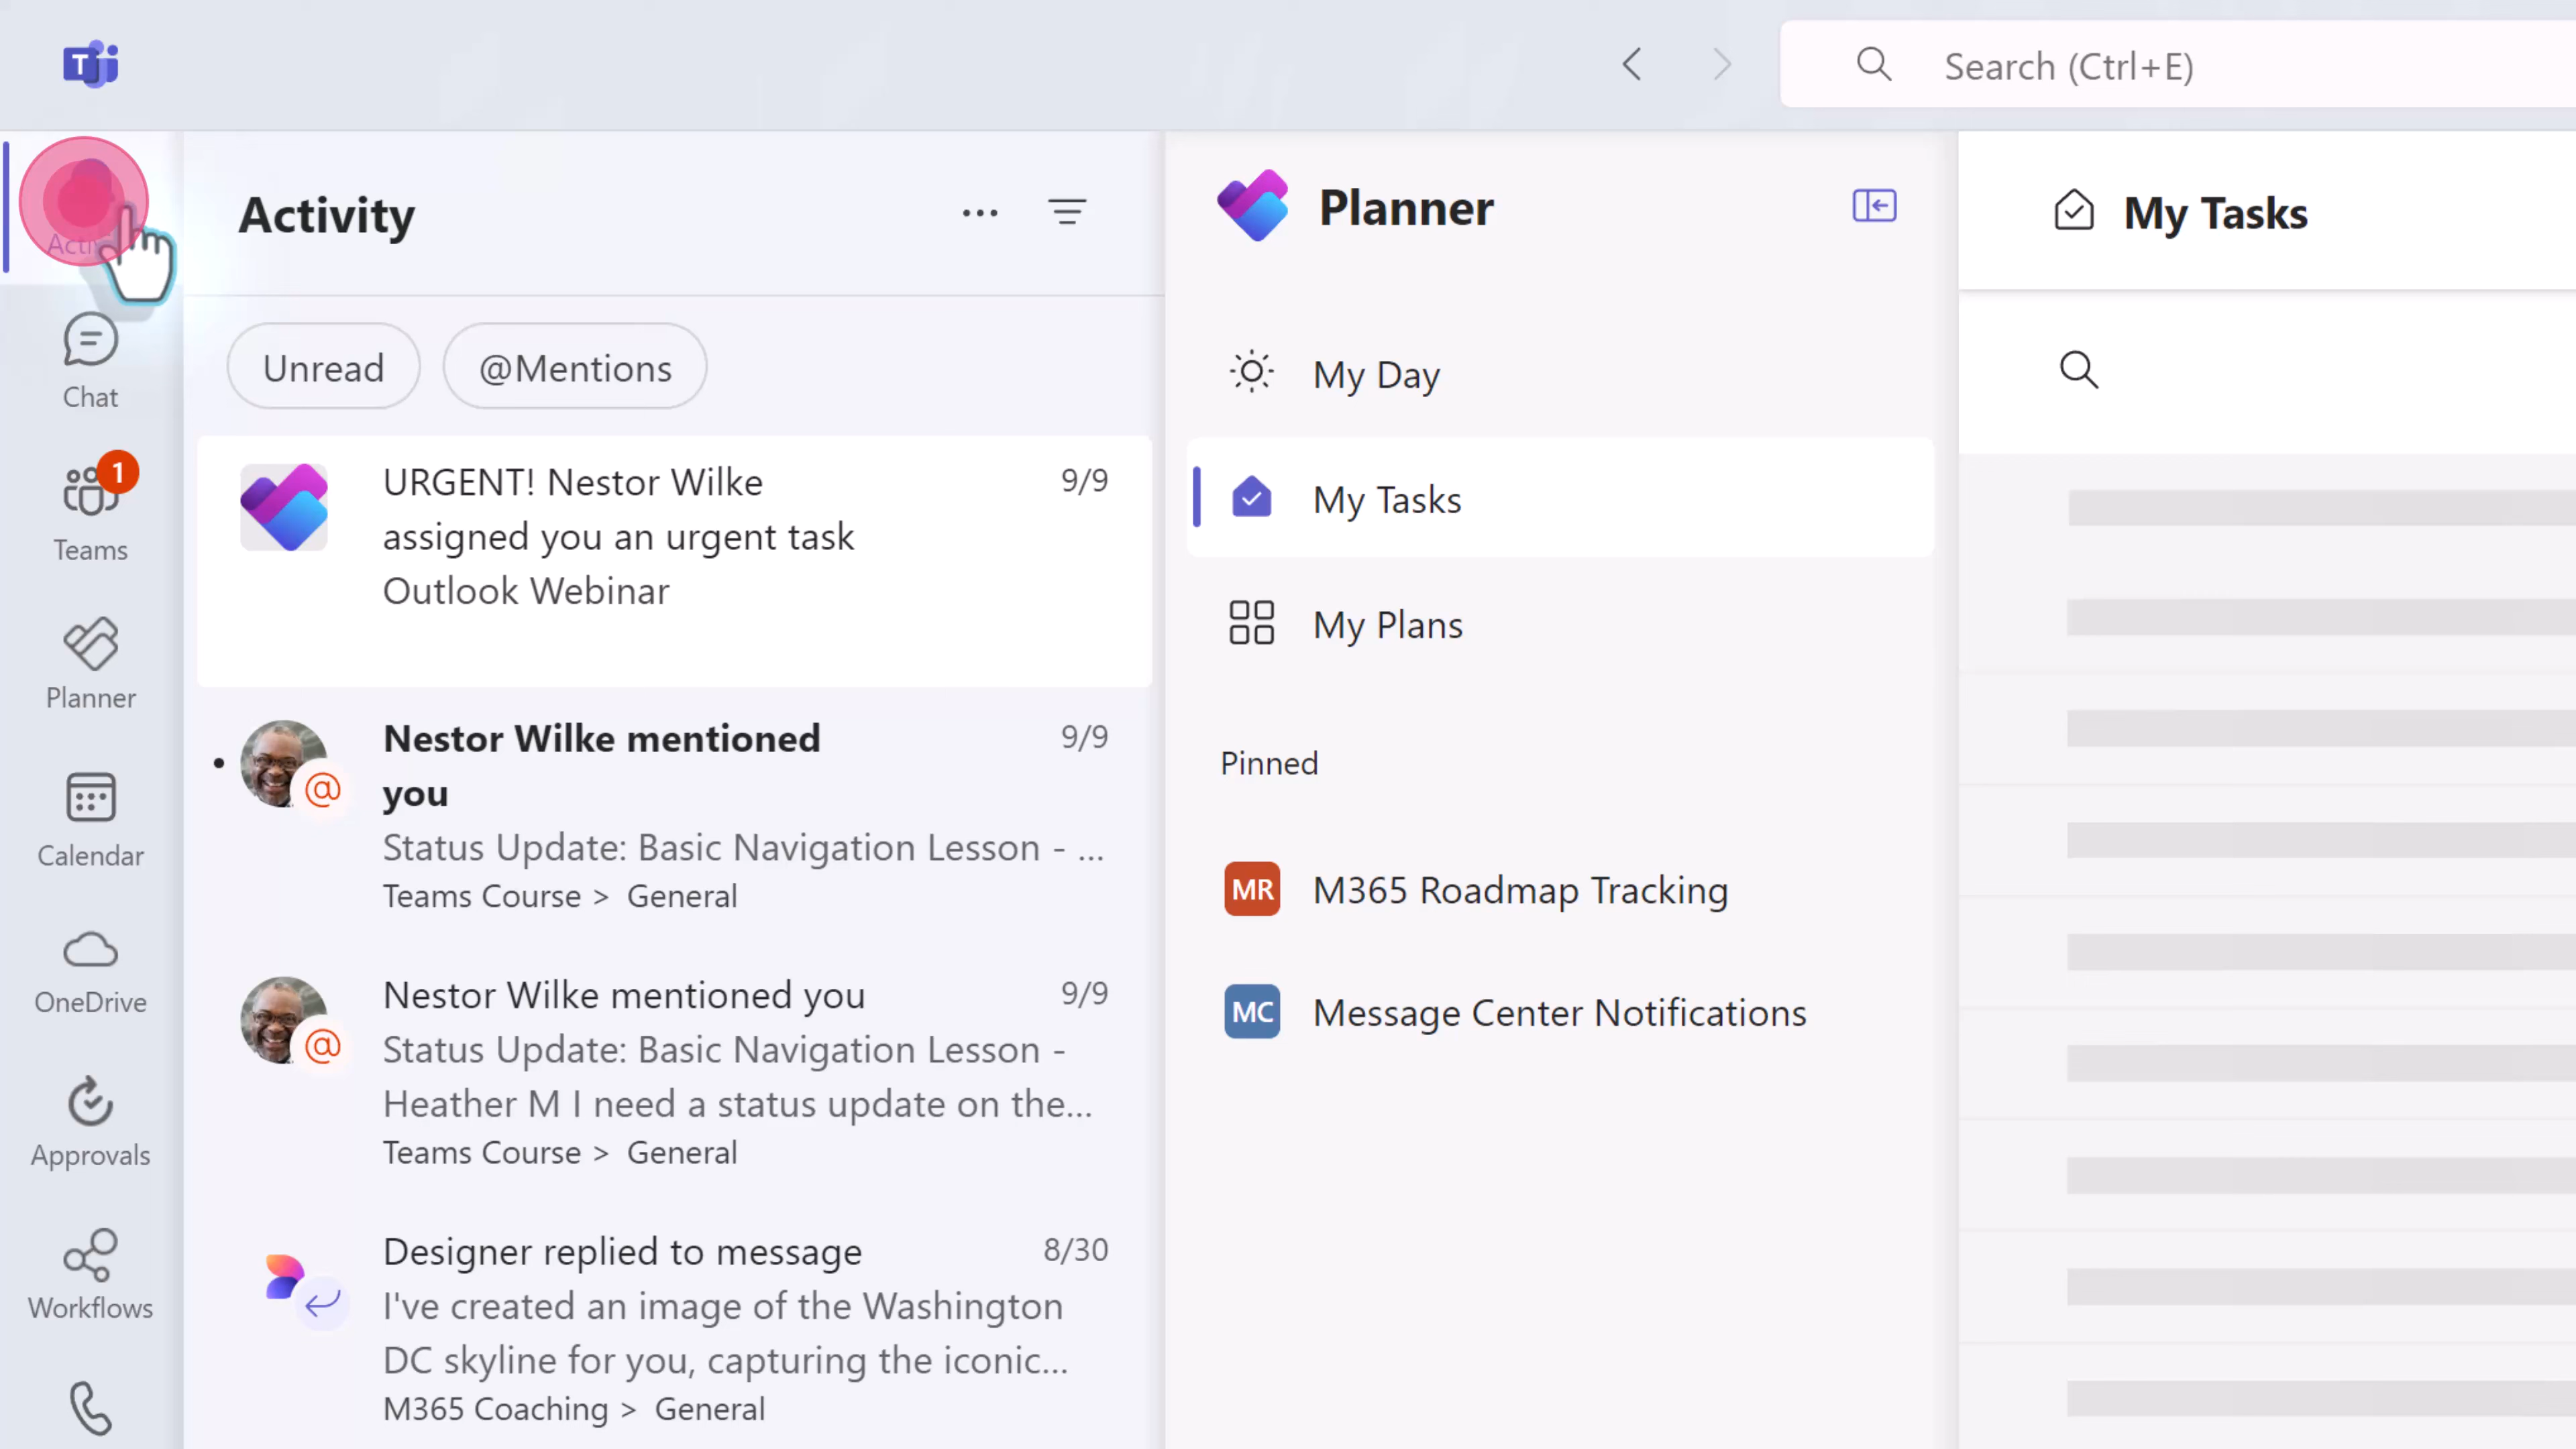 T
Search (Ctrl+E)
Chat
1
Teams
Planner
Calendar
OneDrive
Approvals
Workflows
Activity
Unread
@Mentions
URGENT! Nestor Wilke
9/9
assigned you an urgent task
Outlook Webinar
Nestor Wilke mentioned
9/9
you
@
Status Update: Basic Navigation Lesson - ...
Teams Course > General
Nestor Wilke mentioned you
9/9
@
Status Update: Basic Navigation Lesson -
Heather M I need a status update on the...
Teams Course > General
Designer replied to message
8/30
I've created an image of the Washington
DC skyline for you, capturing the iconic...
M365 Coaching > General
Planner
My Day
My Tasks
My Plans
Pinned
MR M365 Roadmap Tracking
MC Message Center Notifications
My Tasks